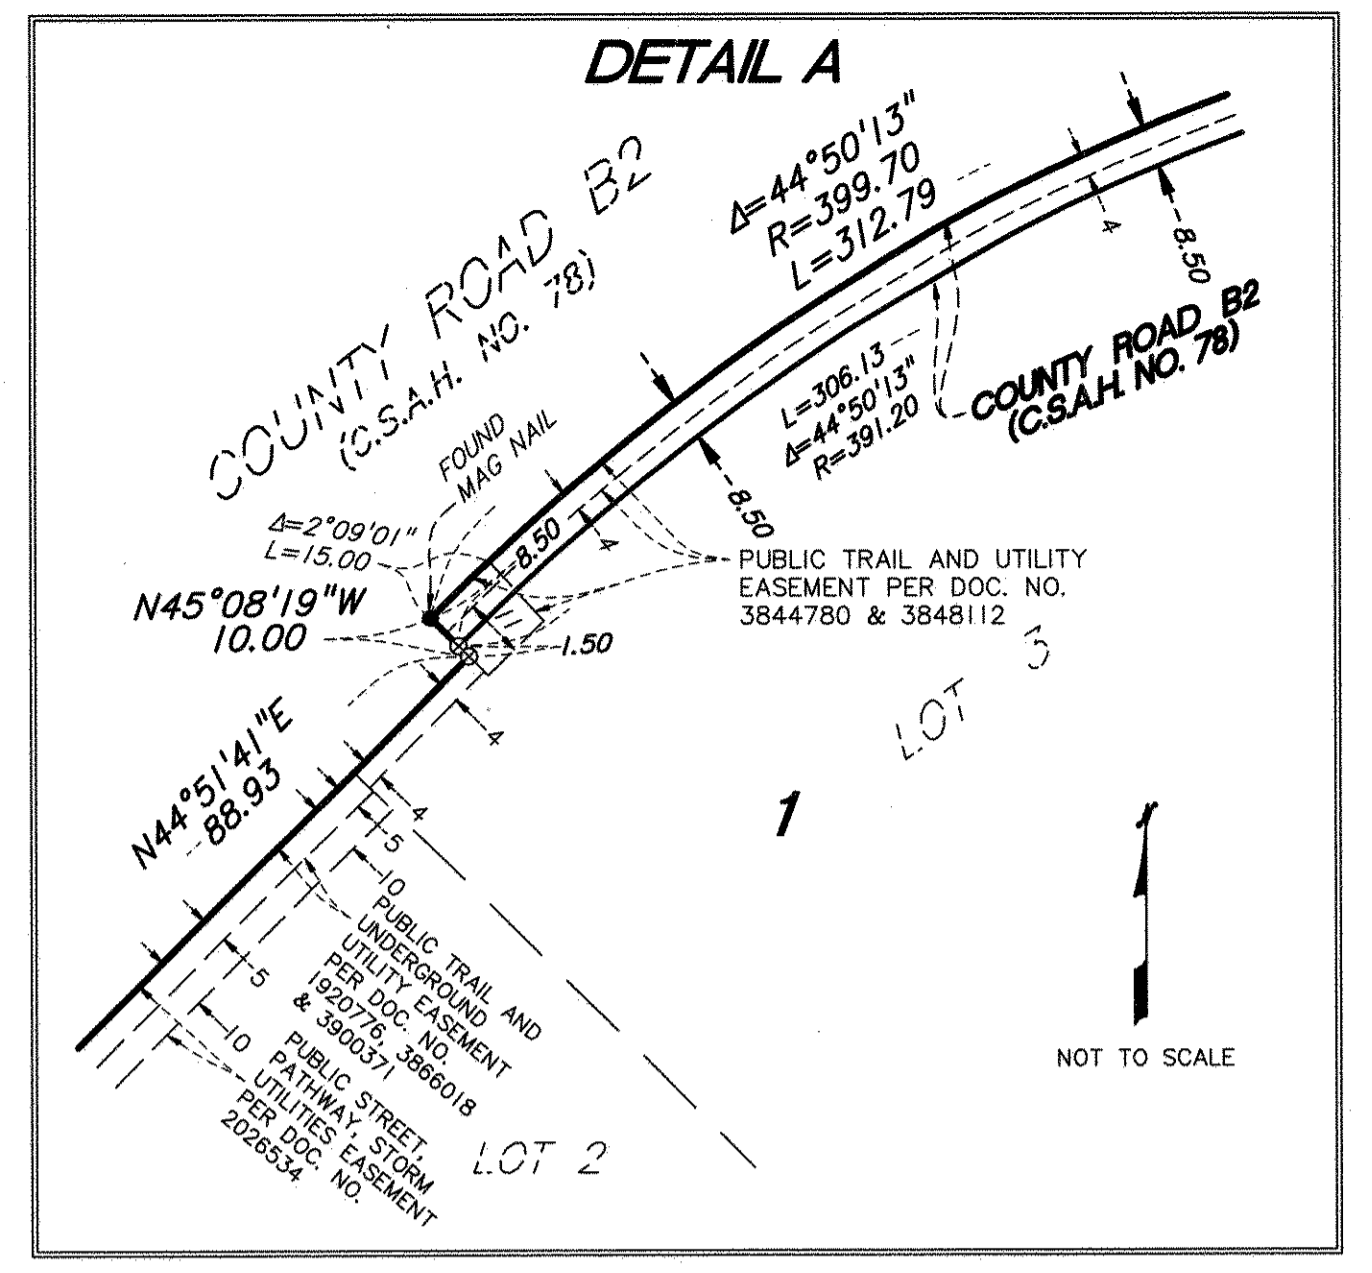 DETAIL A
COUNTY ROAD B2
(C.S.A.H. NO. 78)
Δ=44°50'13"
R=399.70
L=312.79
4
8.50
L=306.13
Δ=44°50'13"
R=391.20
COUNTY ROAD B2
(C.S.A.H. NO. 78)
FOUND
MAG NAIL
8.50
Δ=2°09'01"
L=15.00
8.50
4
PUBLIC TRAIL AND UTILITY
EASEMENT PER DOC. NO.
3844780 & 3848112
N45°08'19"W
10.00
1.50
LOT 3
N44°51'41"E
88.93
4
4
5
10
1
PUBLIC TRAIL AND
UNDERGROUND
UTILITY EASEMENT
PER DOC. NO.
1920776, 3866018
& 3900371
5
10
PUBLIC STREET,
PATHWAY, STORM
UTILITIES EASEMENT
PER DOC. NO.
2026534
LOT 2
NOT TO SCALE